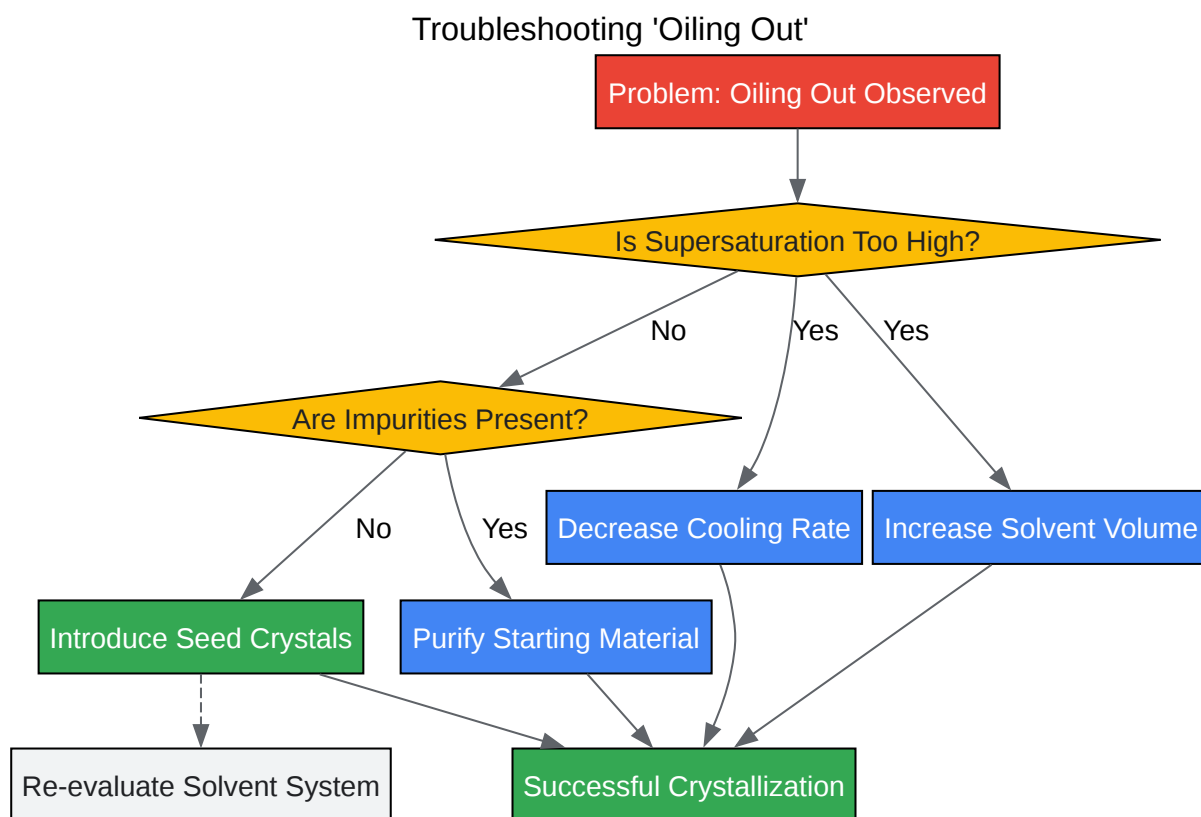 Troubleshooting 'Oiling Out'
Problem: Oiling Out Observed
Is Supersaturation Too High?
No
Yes
Yes
Are Impurities Present?
No
Yes
Decrease Cooling Rate
Increase Solvent Volume
Introduce Seed Crystals
Purify Starting Material
Re-evaluate Solvent System
Successful Crystallization